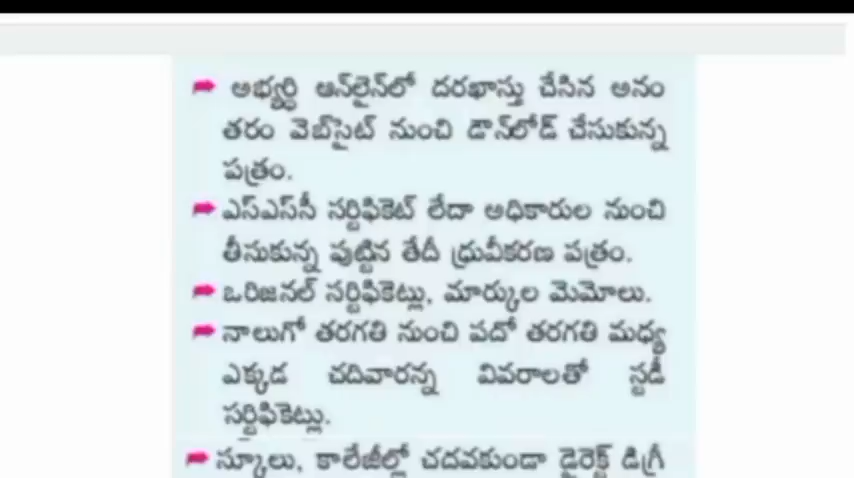 ➡ అభ్యర్థి ఆన్‌లైన్‌లో దరఖాస్తు చేసిన అనం
తరం వెబ్‌సైట్ నుంచి డౌన్‌లోడ్ చేసుకున్న
పత్రం.
➡ ఎస్ఎస్‌సీ సర్టిఫికెట్ లేదా అధికారుల నుంచి
తీసుకున్న పుట్టిన తేదీ ధ్రువీకరణ పత్రం.
➡ ఒరిజనల్ సర్టిఫికెట్లు, మార్కుల మెమోలు.
➡ నాలుగో తరగతి నుంచి పదో తరగతి మధ్య
ఎక్కడ చదివారన్న వివరాలతో స్టడీ
సర్టిఫికెట్లు.
➡ స్కూలు, కాలేజీల్లో చదవకుండా డైరెక్ట్ డిగ్రీ